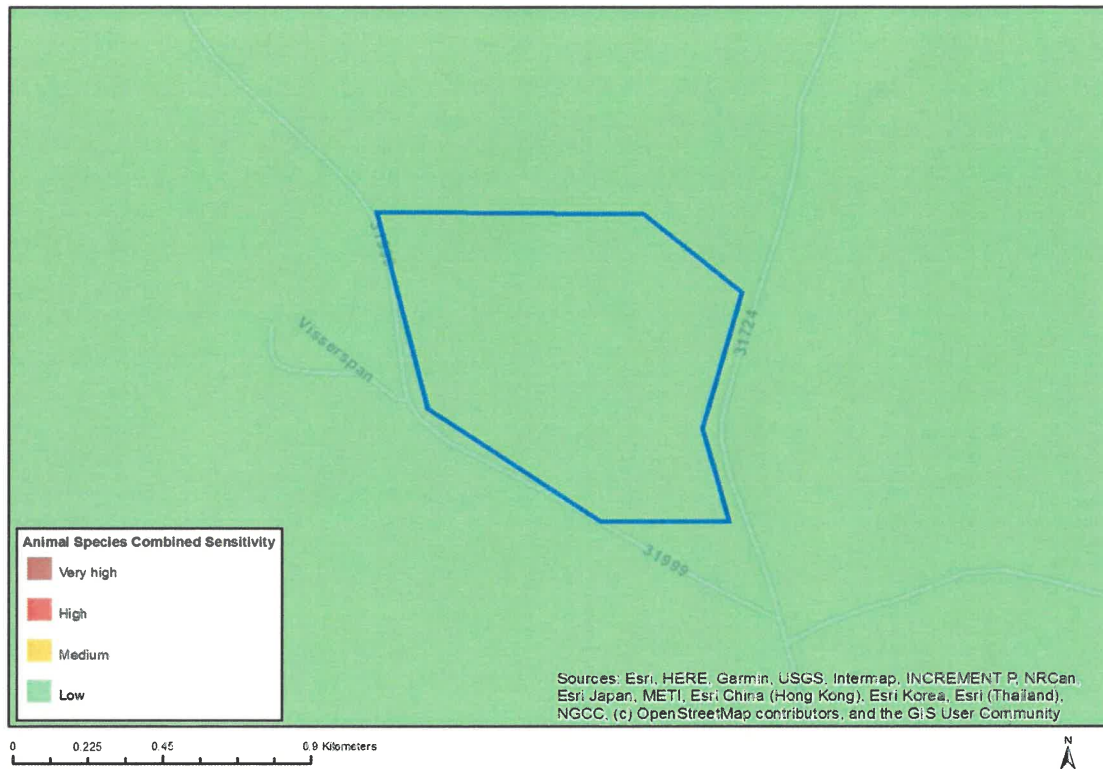 Visserspan
31724
31999
Animal Species Combined Sensitivity
Very high
High
Medium
Low
Sources: Esri, HERE, Garmin, USGS, Intermap, INCREMENT P, NRCan,
Esri Japan, METI, Esri China (Hong Kong), Esri Korea, Esri (Thailand),
NGCC, (c) OpenStreetMap contributors, and the GIS User Community
0 0.225 0.45 0.9 Kilometers
N